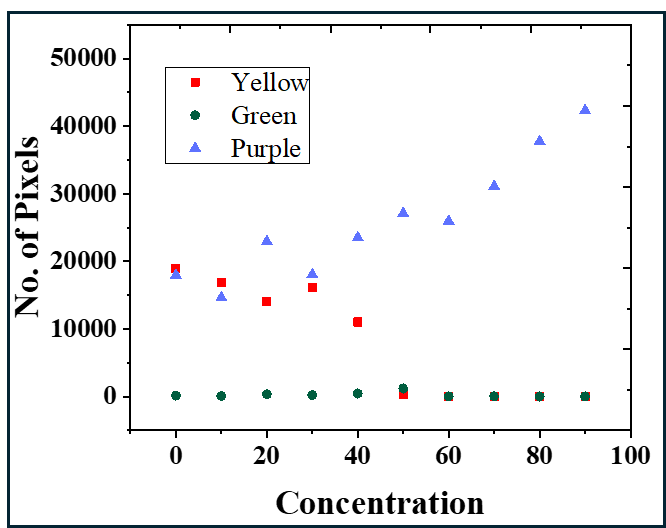 50000
40000
30000
20000
10000
0
No. of Pixels
Yellow
Green
Purple
0 20 40 60 80 100
Concentration